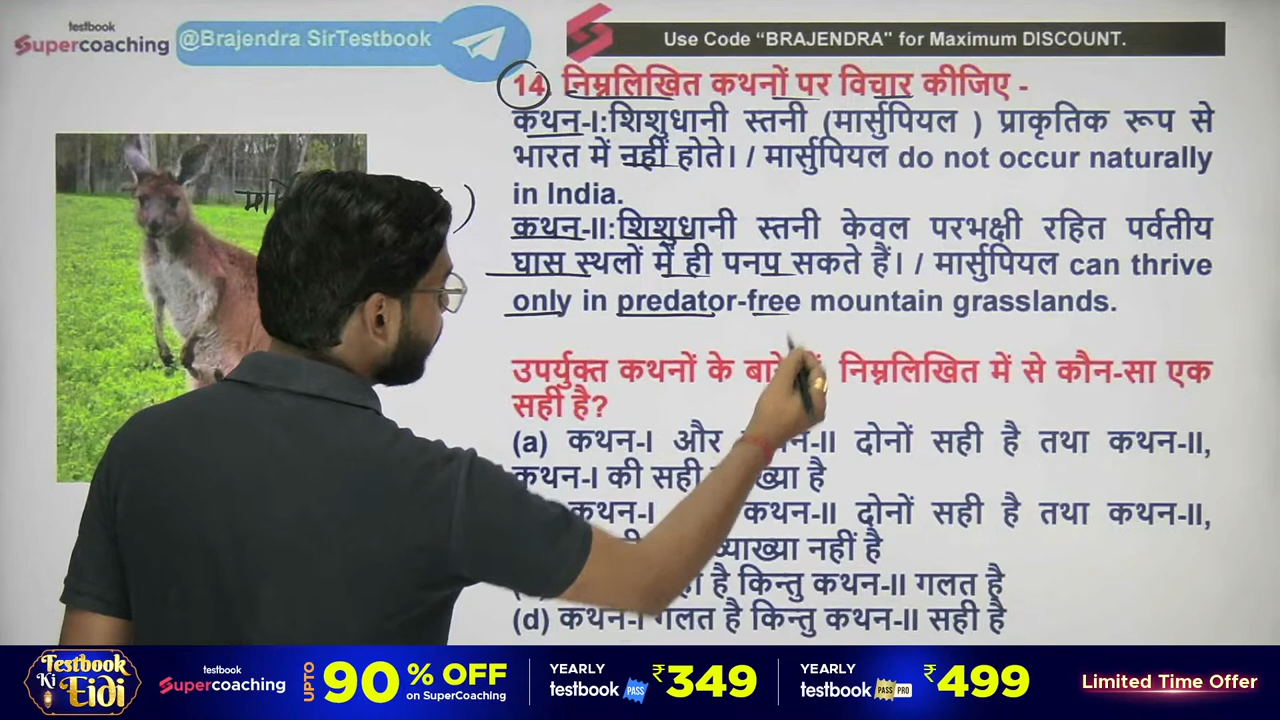 testbook
Supercoaching
@Brajendra SirTestbook
Use Code “BRAJENDRA" for Maximum DISCOUNT.
14. निम्नलिखित कथनों पर विचार कीजिए -
कथन-I:शिशुधानी स्तनी (मार्सुपियल ) प्राकृतिक रूप से
भारत में नहीं होते। / मार्सुपियल do not occur naturally
in India.
कथन-II:शिशुधानी स्तनी केवल परभक्षी रहित पर्वतीय
घास स्थलों में ही पनप सकते हैं। / मार्सुपियल can thrive
only in predator-free mountain grasslands.
उपर्युक्त कथनों के निम्नलिखित में से कौन-सा एक
सही है?
(a) कथन-I और दोनों सही है तथा कथन-II,
कथन-I की सही है
कथन-I कथन-II दोनों सही है तथा कथन-II,
नहीं है
है किन्तु कथन-II गलत है
(d) कथन-I गलत है किन्तु कथन-II सही है
Testbook Ki Eidi
testbook
Supercoaching
UPTO 90% OFF
on SuperCoaching
YEARLY
testbook PASS
₹349
YEARLY
testbook PASS PRO
₹499
Limited Time Offer